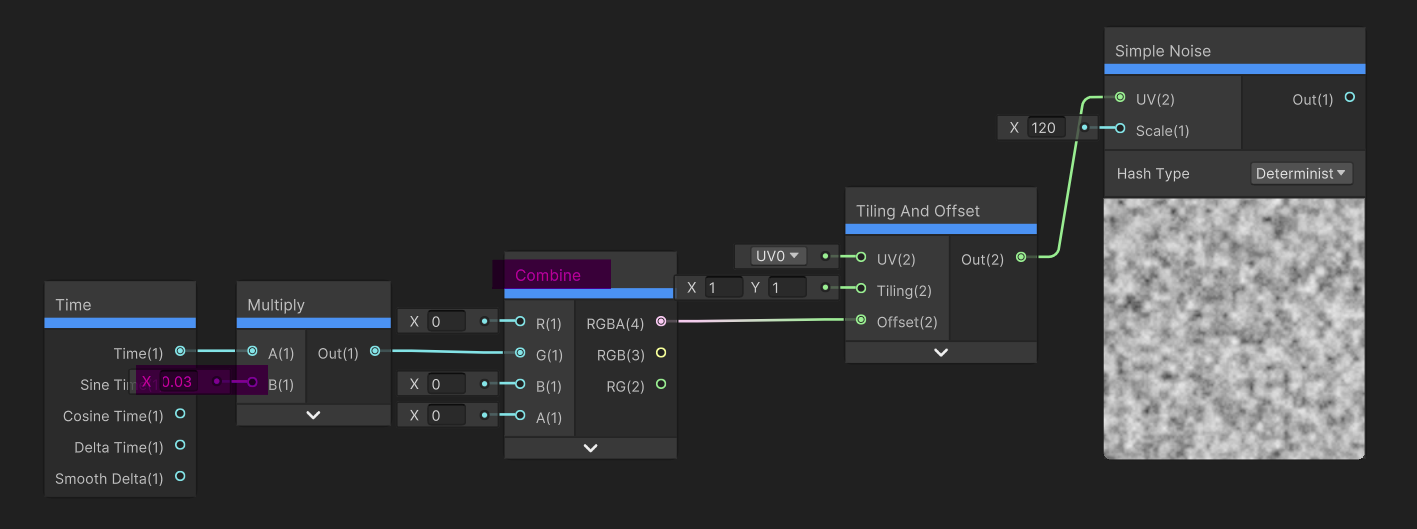 Simple Noise
UV(2)
Out(1)
X 120
Scale(1)
Hash Type
Determinist
Tiling And Offset
UV0
UV(2)
Out(2)
X 1 Y 1
Tiling(2)
Offset(2)
Combine
X 0
R(1)
RGBA(4)
G(1)
RGB(3)
X 0
B(1)
RG(2)
X 0
A(1)
Time
Time(1)
Sine
X 0.03
Cosine Time(1)
Delta Time(1)
Smooth Delta(1)
Multiply
A(1)
Out(1)
B(1)